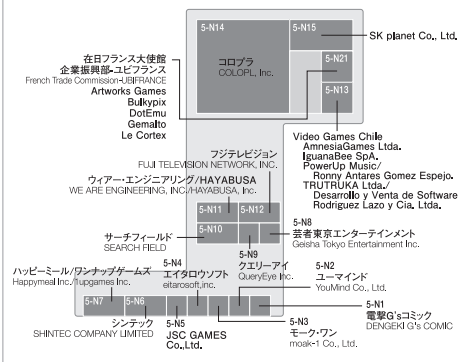 5-N14
コロプラ
COLOPL, Inc.
5-N15
SK planet Co., Ltd.
5-N21
5-N13
在日フランス大使館
企業振興部-ユビフランス
French Trade Commission-UBIFRANCE
Artworks Games
Bulkypix
DotEmu
Gemalto
Le Cortex
Video Games Chile
AmnesiaGames Ltda.
IguanaBee SpA.
PowerUp Music/
Ronny Antares Gomez Espejo.
TRUTRUKA Ltda./
Desarrollo y Venta de Software
Rodriguez Lazo y Cia. Ltda.
フジテレビジョン
FUJI TELEVISION NETWORK, INC.
ウィアー・エンジニアリング/HAYABUSA
WE ARE ENGINEERING, INC./HAYABUSA, Inc.
5-N11
5-N12
5-N10
サーチフィールド
SEARCH FIELD
5-N8
芸者東京エンターテインメント
Geisha Tokyo Entertainment Inc.
5-N9
クエリーアイ
QueryEye Inc.
5-N4
エイタロウソフト
eitarosoft,inc.
5-N2
ユーマインド
YouMind Co., Ltd.
ハッピーミール/ワンナップゲームズ
Happymeal Inc./1upgames Inc.
5-N7
5-N6
シンテック
SHINTEC COMPANY LIMITED
5-N5
JSC GAMES
Co.,Ltd.
5-N3
モーク・ワン
moak-1 Co., Ltd.
5-N1
電撃G'sコミック
DENGEKI G's COMIC